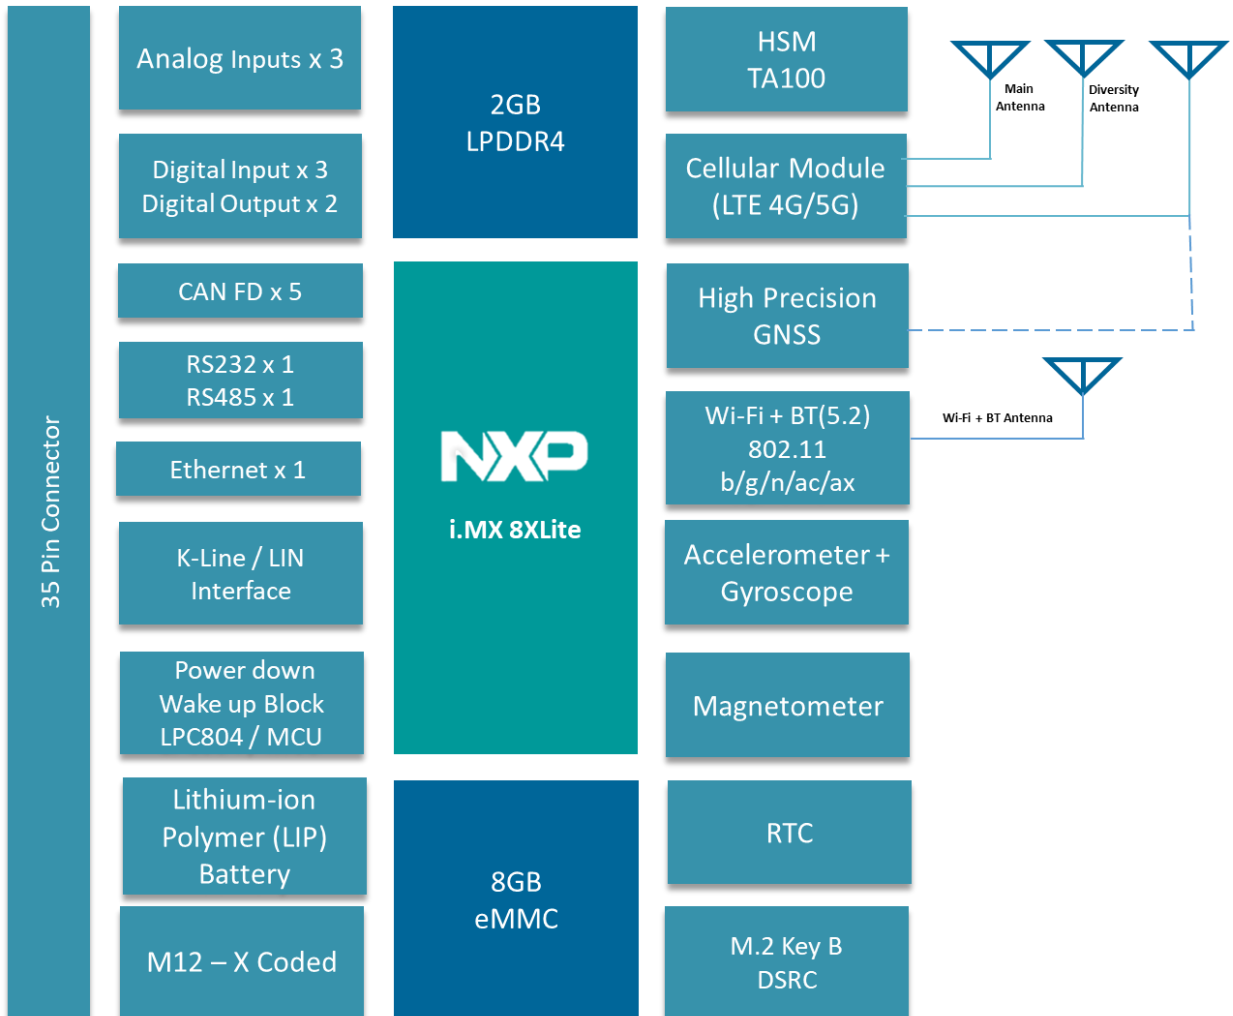 35 Pin Connector
Analog Inputs x 3
Digital Input x 3
Digital Output x 2
CAN FD x 5
RS232 x 1
RS485 x 1
Ethernet x 1
K-Line / LIN
Interface
Power down
Wake up Block
LPC804 / MCU
Lithium-ion
Polymer (LIP)
Battery
M12 – X Coded
2GB
LPDDR4
NXP
i.MX 8XLite
8GB
eMMC
HSM
TA100
Cellular Module
(LTE 4G/5G)
High Precision
GNSS
Wi-Fi + BT(5.2)
802.11
b/g/n/ac/ax
Accelerometer +
Gyroscope
Magnetometer
RTC
M.2 Key B
DSRC
Main
Antenna
Diversity
Antenna
Wi-Fi + BT Antenna